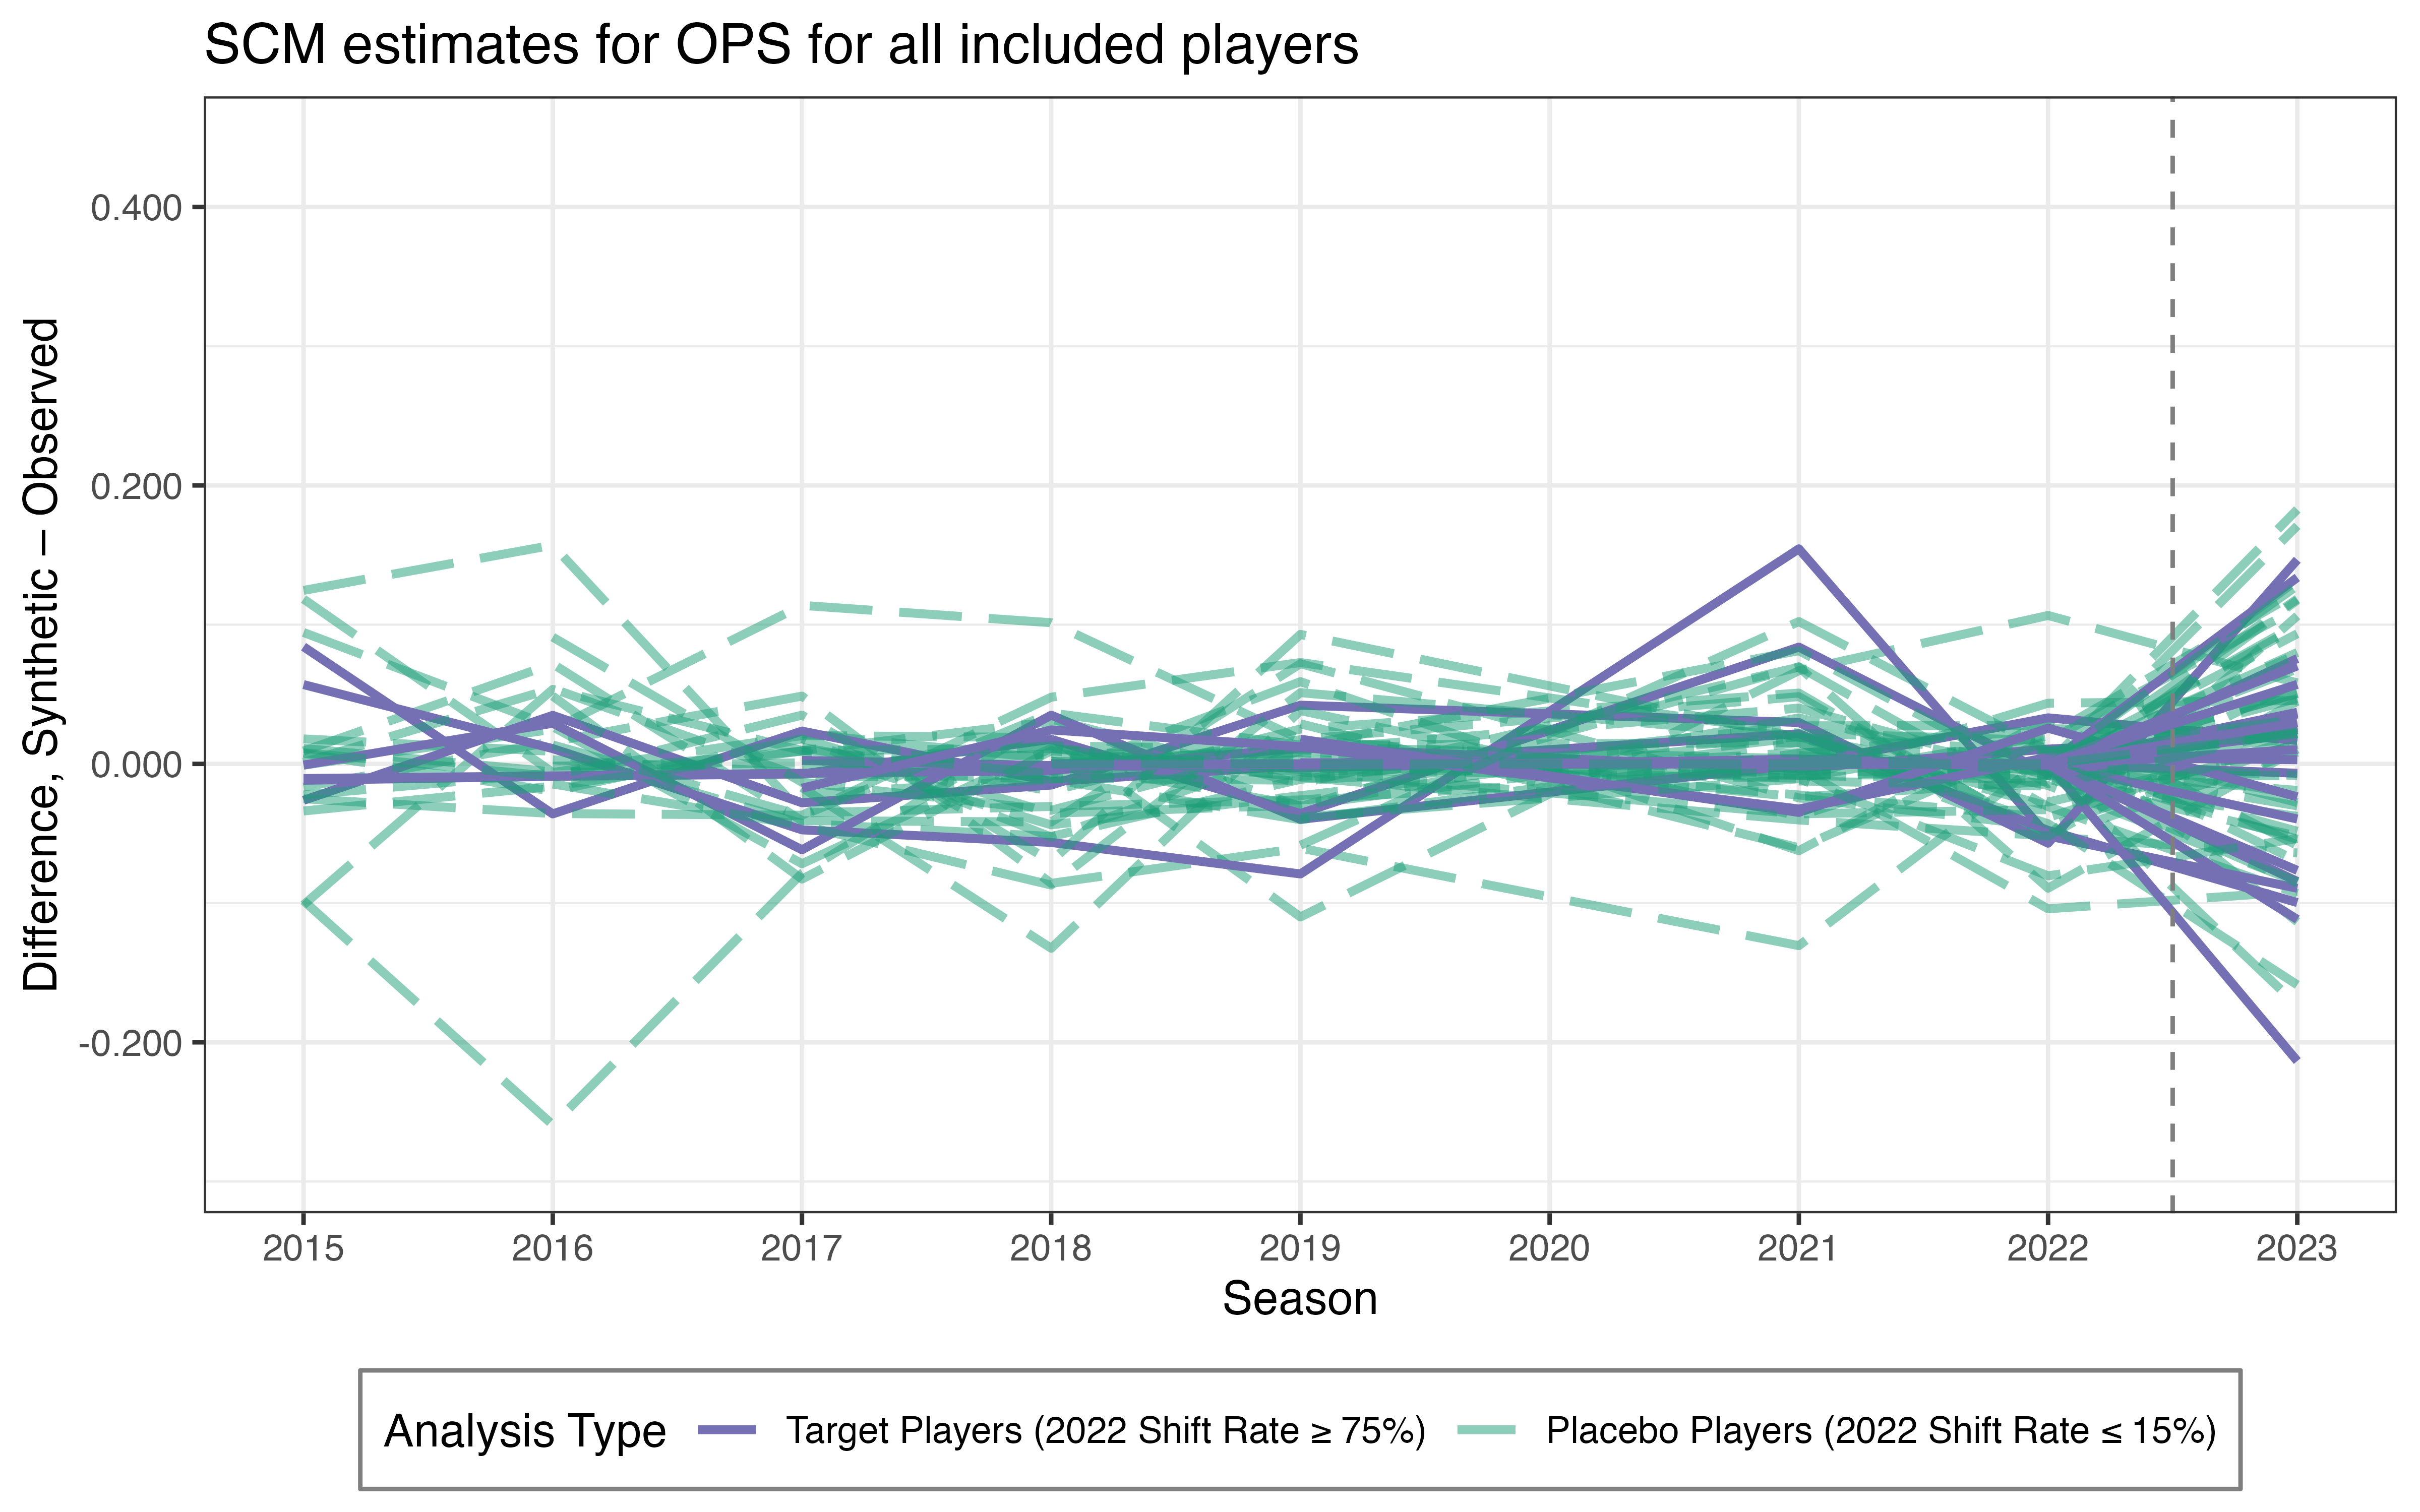 SCM estimates for OPS for all included players
Difference, Synthetic – Observed
0.400
0.200
0.000
-0.200
2015 2016 2017 2018 2019 2020 2021 2022 2023
Season
Analysis Type Target Players (2022 Shift Rate ≥ 75%) Placebo Players (2022 Shift Rate ≤ 15%)